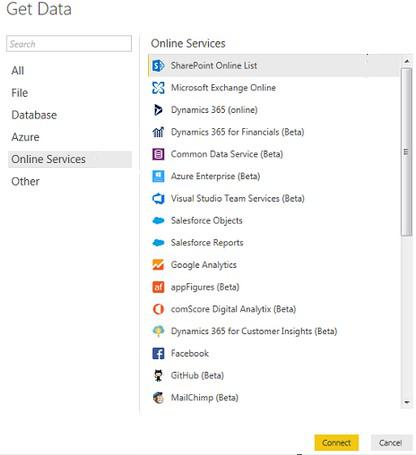 Get Data
Search
All
File
Database
Azure
Online Services
Other
Online Services
SharePoint Online List
Microsoft Exchange Online
Dynamics 365 (online)
Dynamics 365 for Financials (Beta)
Common Data Service (Beta)
Azure Enterprise (Beta)
Visual Studio Team Services (Beta)
Salesforce Objects
Salesforce Reports
Google Analytics
appFigures (Beta)
comScore Digital Analytix (Beta)
Dynamics 365 for Customer Insights (Beta)
Facebook
GitHub (Beta)
MailChimp (Beta)
Connect
Cancel